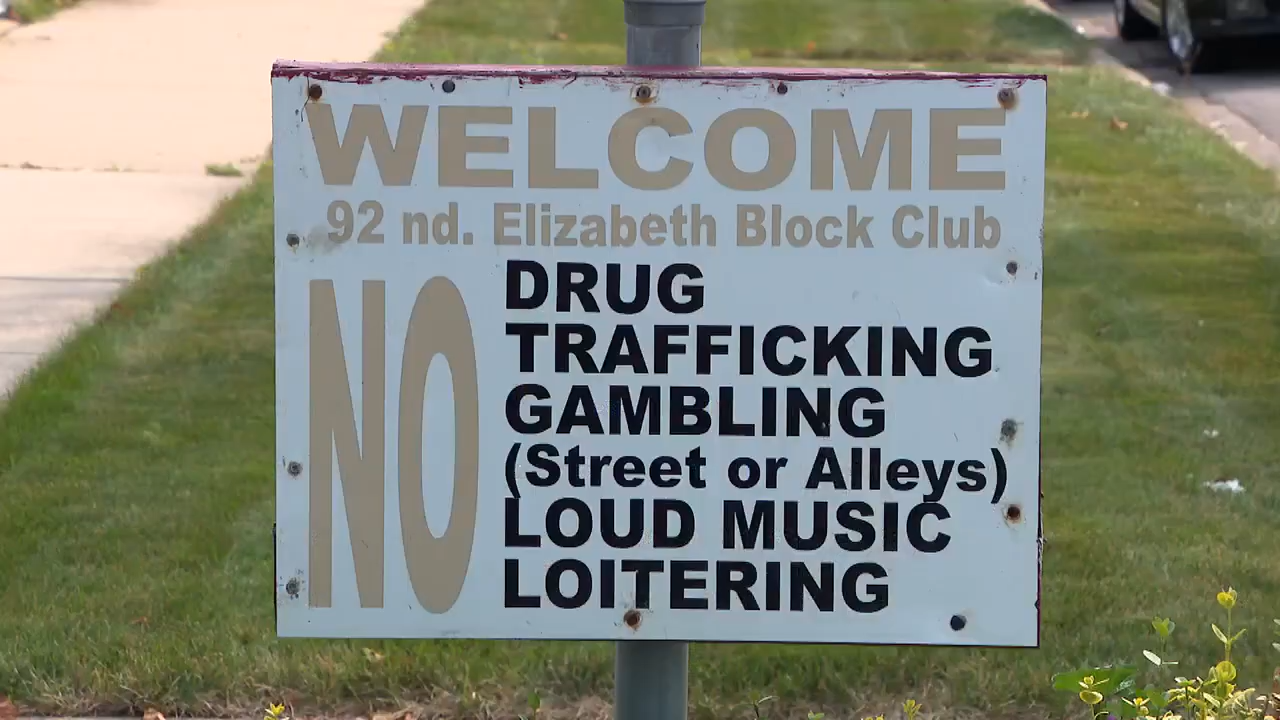 WELCOME
92 nd. Elizabeth Block Club
NO
DRUG
TRAFFICKING
GAMBLING
(Street or Alleys)
LOUD MUSIC
LOITERING